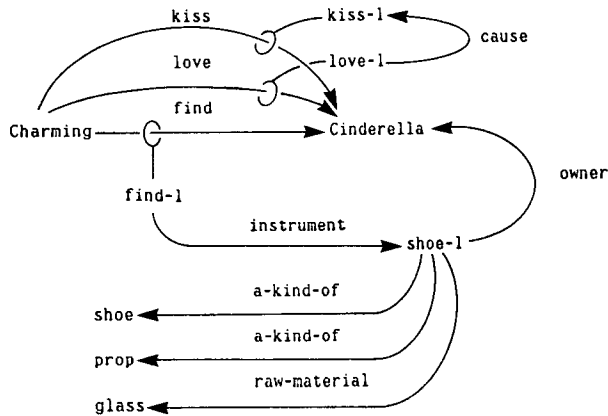 kiss
kiss-1
cause
love
love-1
find
Charming
Cinderella
owner
find-1
instrument
shoe-1
a-kind-of
shoe
a-kind-of
prop
raw-material
glass